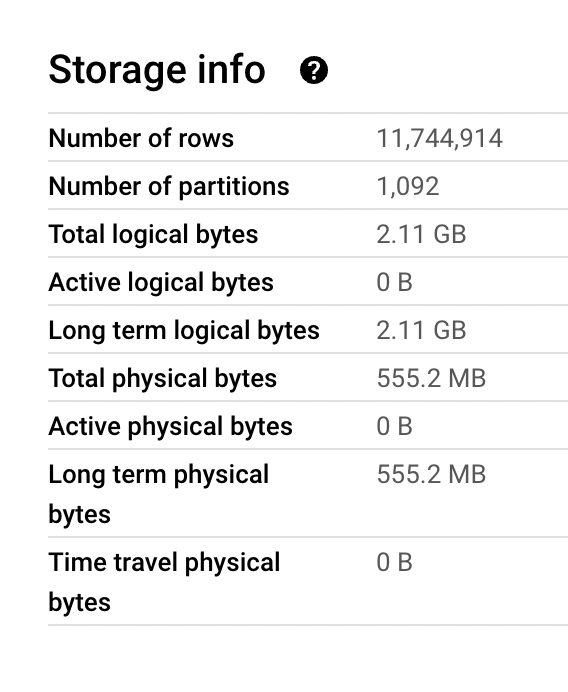 Storage info ?
Number of rows 11,744,914
Number of partitions 1,092
Total logical bytes 2.11 GB
Active logical bytes 0 B
Long term logical bytes 2.11 GB
Total physical bytes 555.2 MB
Active physical bytes 0 B
Long term physical 555.2 MB
bytes
Time travel physical 0 B
bytes